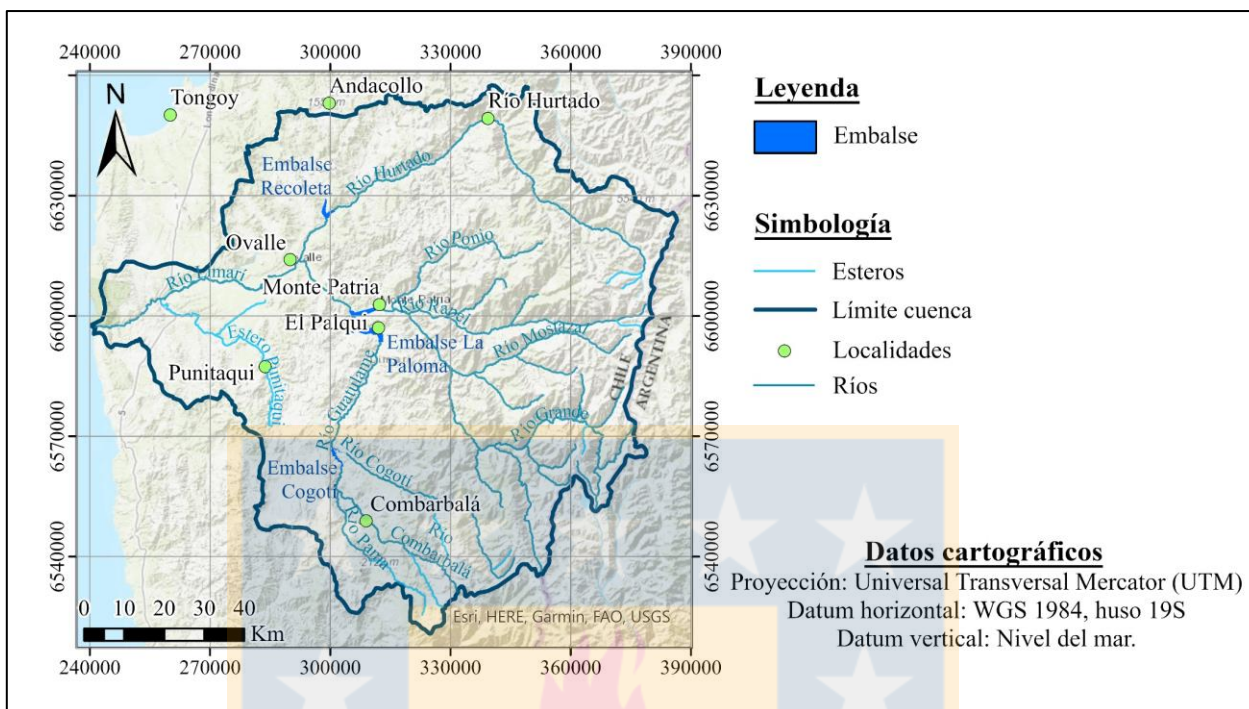 240000 270000 300000 330000 360000 390000
N
Tongoy
Andacollo
Río Hurtado
Embalse
Recoleta
Río Hurtado
Ovalle
Río Ponio
Río Limarí
Monte Patria
Río Rapel
El Palqui
Río Mostazal
Embalse La
Paloma
Estero Punitaqui
Punitaqui
Río Guatulame
CHILE
ARGENTINA
Río Grande
Embalse
Cogotí
Río Cogotí
Combarbalá
Río Combarbalá
Río Pama
6630000
6600000
6570000
6540000
6630000
6600000
6570000
6540000
0 10 20 30 40
Km
Esri, HERE, Garmin, FAO, USGS
240000 270000 300000 330000 360000 390000
Leyenda
Embalse
Simbología
Esteros
Límite cuenca
Localidades
Ríos
Datos cartográficos
Proyección: Universal Transversal Mercator (UTM)
Datum horizontal: WGS 1984, huso 19S
Datum vertical: Nivel del mar.